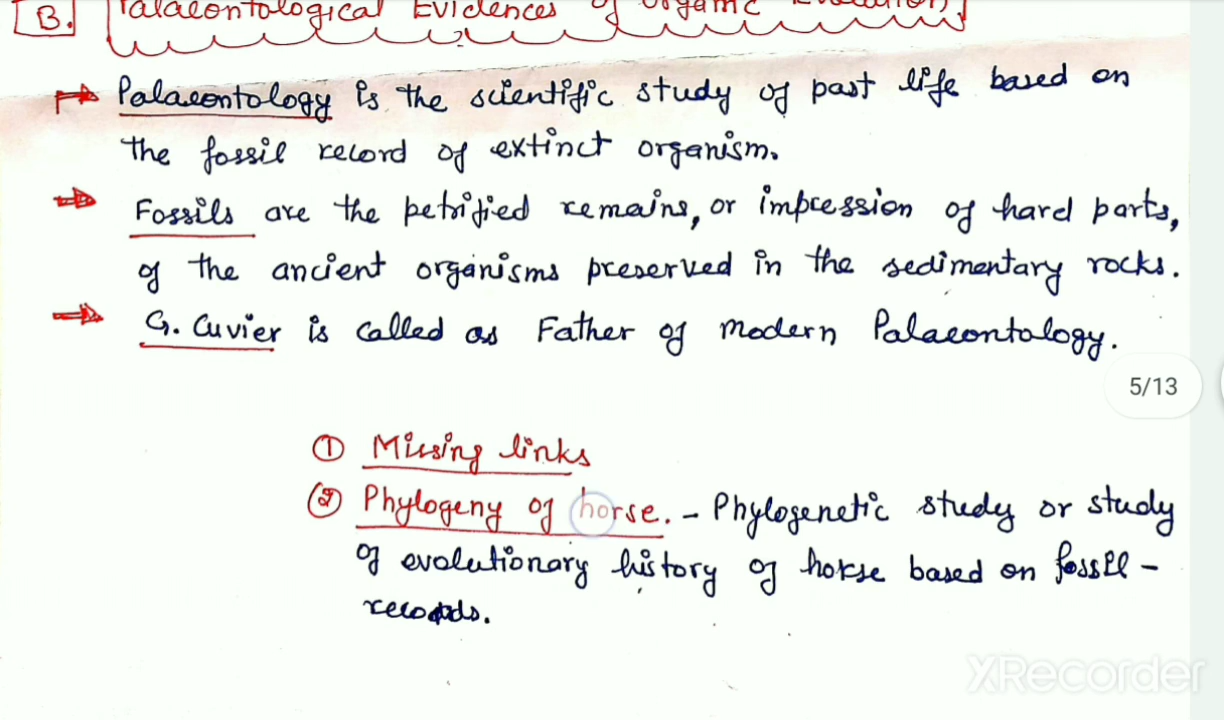 B. Palaeontological Evidences of Organic Evolution.
Palaeontology is the scientific study of past life based on
the fossil record of extinct organism.
Fossils are the petrified remains, or impression of hard parts,
of the ancient organisms preserved in the sedimentary rocks.
G. Cuvier is called as Father of modern Palaeontology.
5/13
① Missing links
② Phylogeny of horse. - Phylogenetic study or study
of evolutionary history of horse based on fossil -
records.
XRecorder